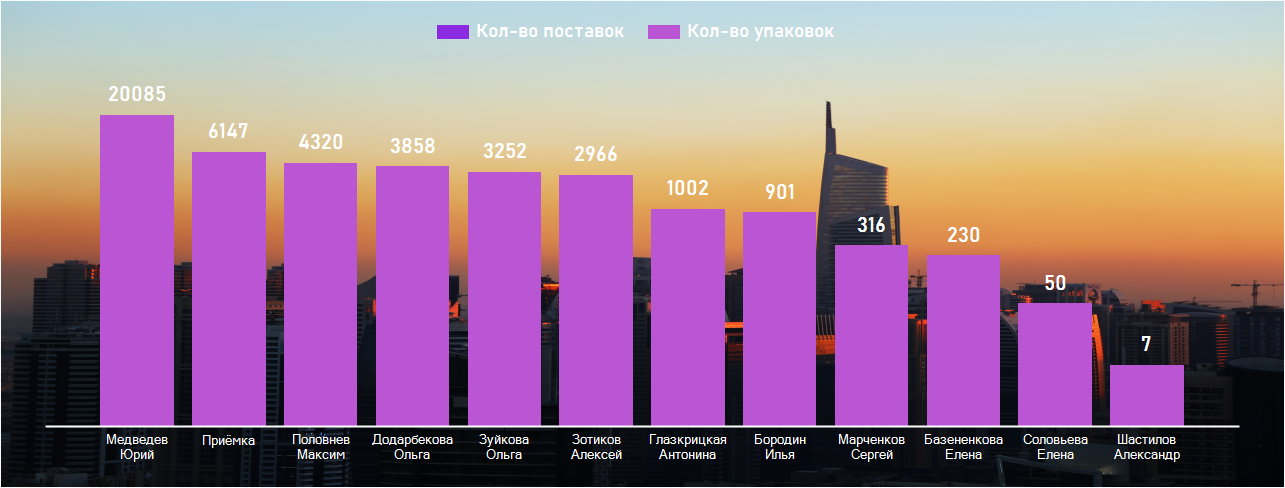 Кол-во поставок Кол-во упаковок
20085
6147
4320
3858
3252
2966
1002
901
316
230
50
7
Медведев
Юрий
Приёмка
Половнев
Максим
Додарбекова
Ольга
Зуйкова
Ольга
Зотиков
Алексей
Глазкрицкая
Антонина
Бородин
Илья
Марченков
Сергей
Базененкова
Елена
Соловьева
Елена
Шастилов
Александр